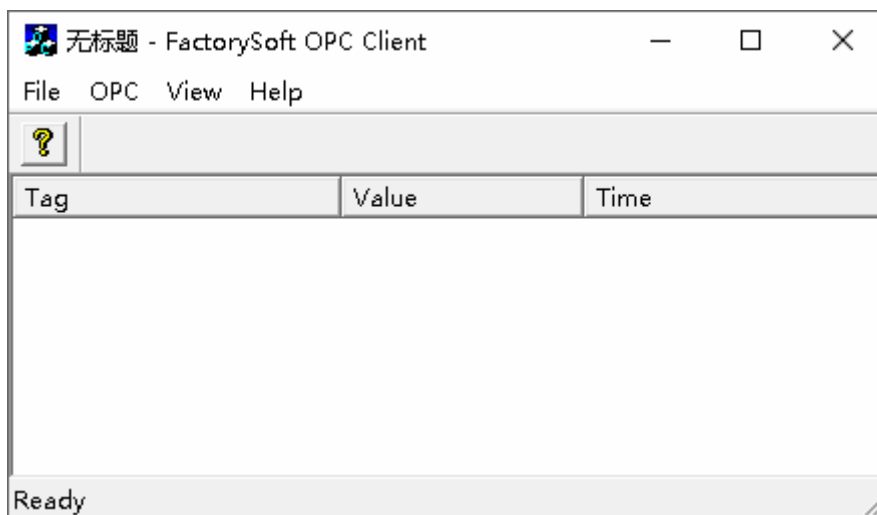 无标题 - FactorySoft OPC Client
File OPC View Help
Tag Value Time
Ready